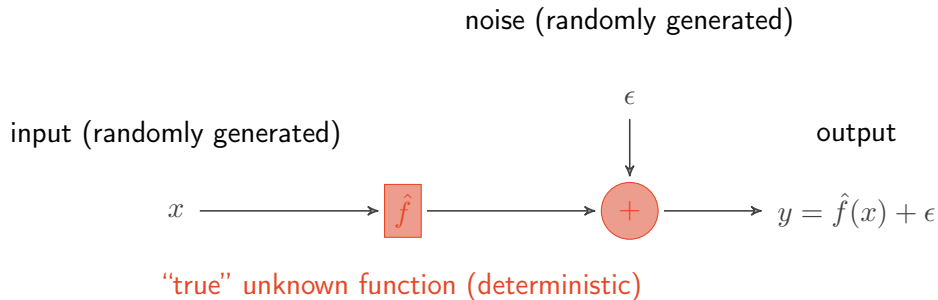 noise (randomly generated)
ϵ
input (randomly generated)
output
x
f̂
+
y = f̂(x) + ϵ
“true” unknown function (deterministic)